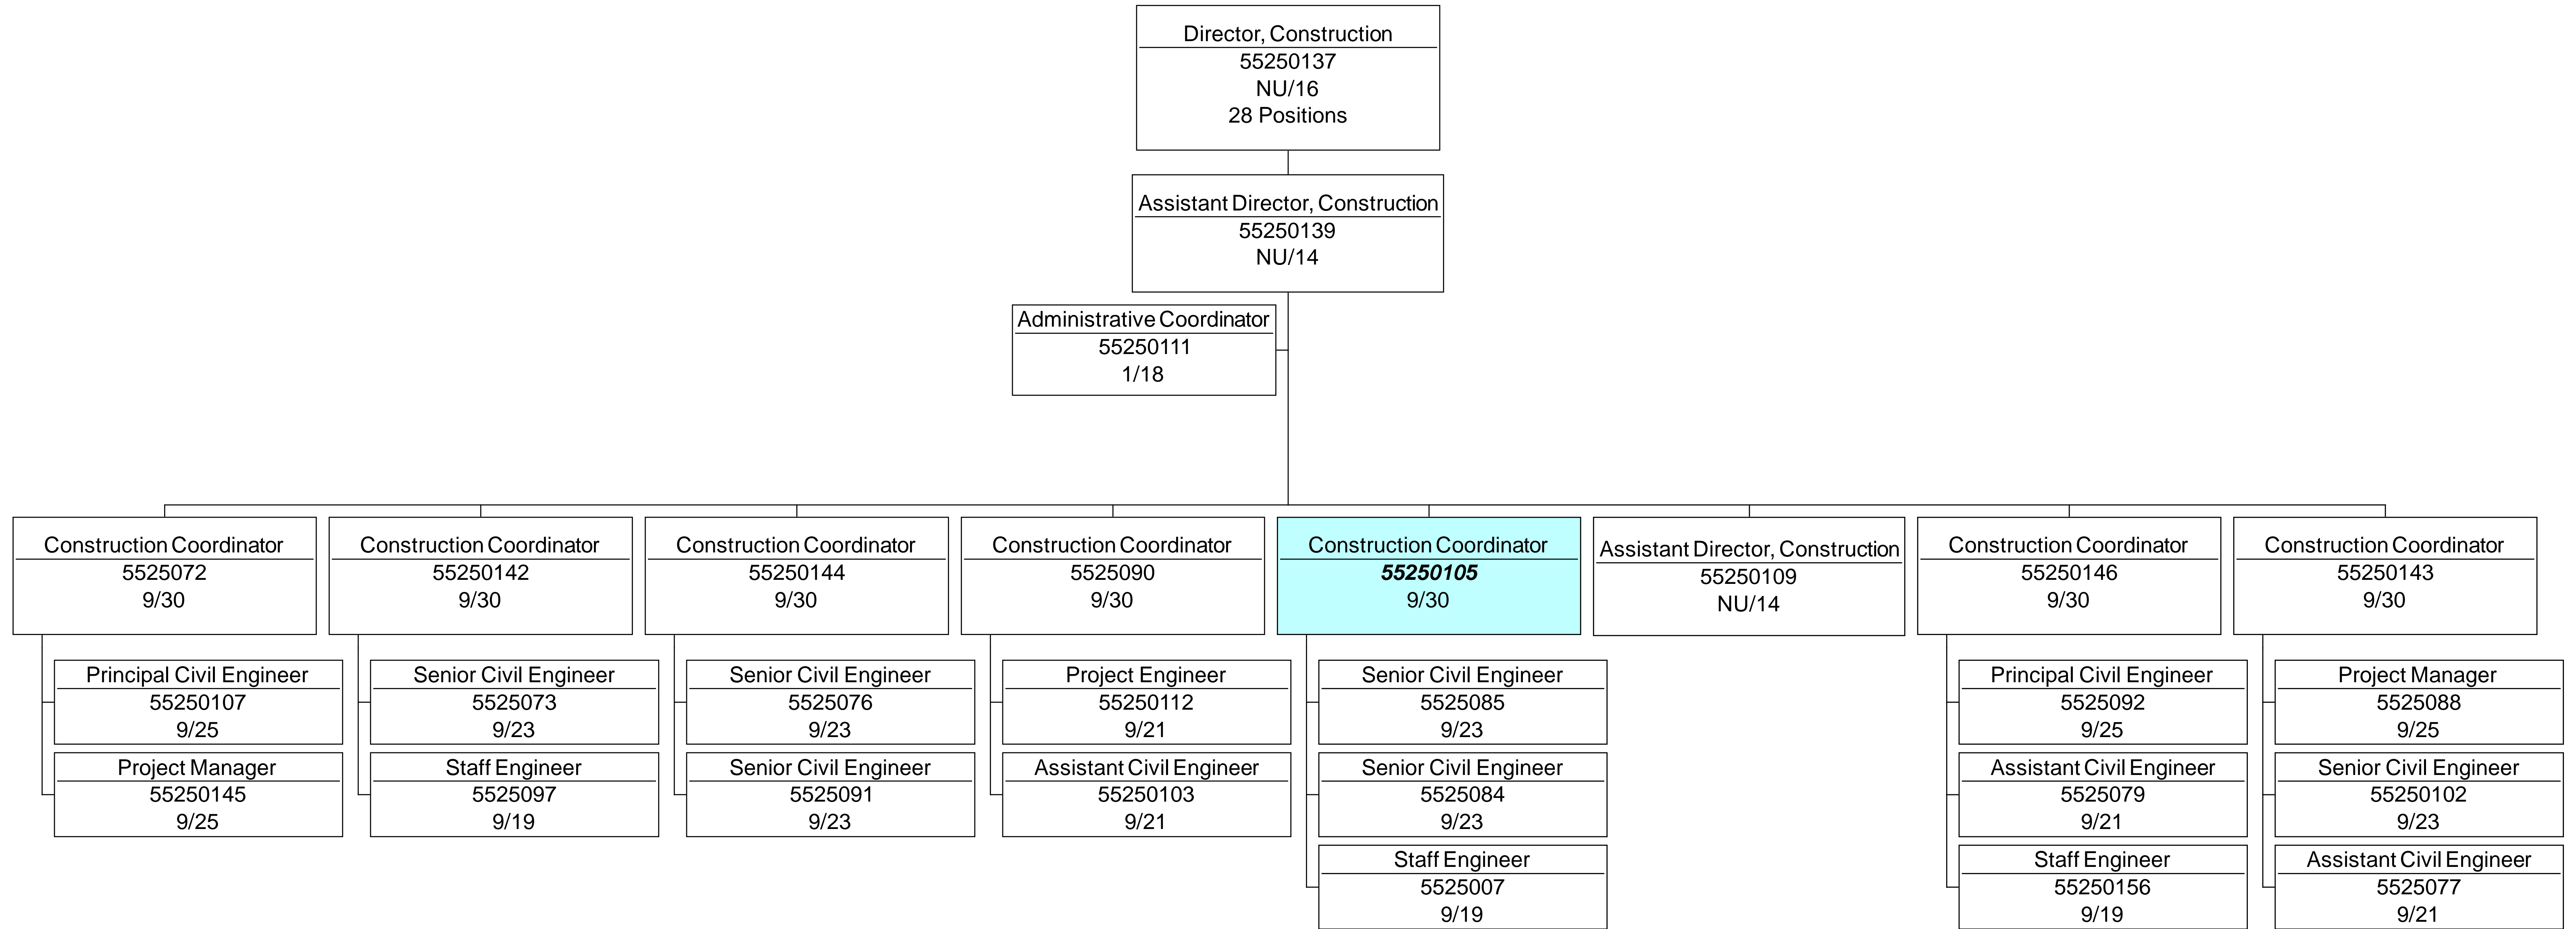 Director, Construction
55250137
NU/16
28 Positions
Assistant Director, Construction
55250139
NU/14
Administrative Coordinator
55250111
1/18
Construction Coordinator
5525072
9/30
Principal Civil Engineer
55250107
9/25
Project Manager
55250145
9/25
Construction Coordinator
55250142
9/30
Senior Civil Engineer
5525073
9/23
Staff Engineer
5525097
9/19
Construction Coordinator
55250144
9/30
Senior Civil Engineer
5525076
9/23
Senior Civil Engineer
5525091
9/23
Construction Coordinator
5525090
9/30
Project Engineer
55250112
9/21
Assistant Civil Engineer
55250103
9/21
Construction Coordinator
55250105
9/30
Senior Civil Engineer
5525085
9/23
Senior Civil Engineer
5525084
9/23
Staff Engineer
5525007
9/19
Assistant Director, Construction
55250109
NU/14
Construction Coordinator
55250146
9/30
Principal Civil Engineer
5525092
9/25
Assistant Civil Engineer
5525079
9/21
Staff Engineer
55250156
9/19
Construction Coordinator
55250143
9/30
Project Manager
5525088
9/25
Senior Civil Engineer
55250102
9/23
Assistant Civil Engineer
5525077
9/21